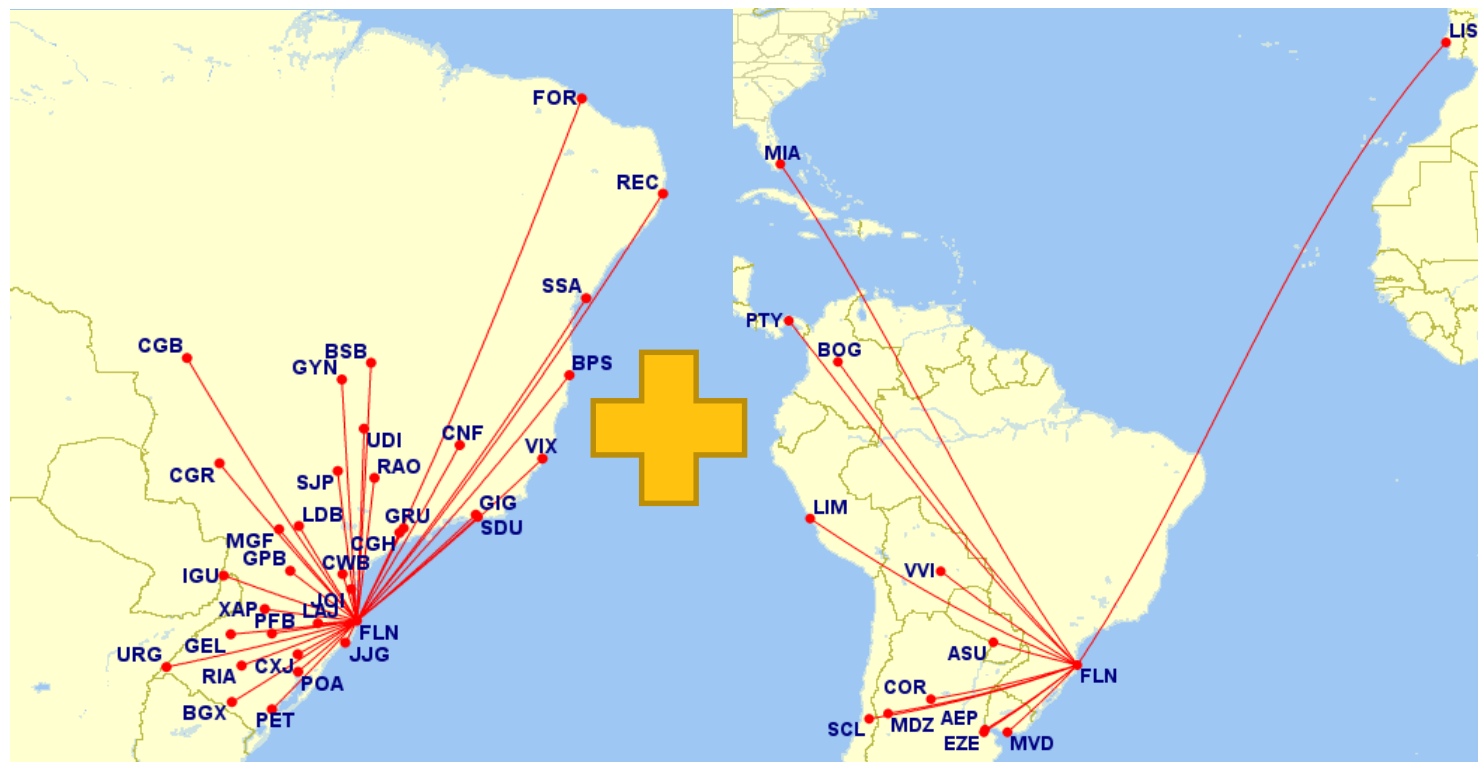 FOR
REC
SSA
CGB
BSB
GYN
BPS
UDI
CNF
VIX
CGR
SJP
RAO
LDB
GRU
GIG
SDU
MGF
CGH
GPB
CWB
IGU
JOI
XAP
LAJ
PFB
FLN
GEL
JJG
URG
RIA
CXJ
POA
BGX
PET
LIS
MIA
PTY
BOG
LIM
VVI
ASU
FLN
COR
SCL
MDZ
AEP
EZE
MVD